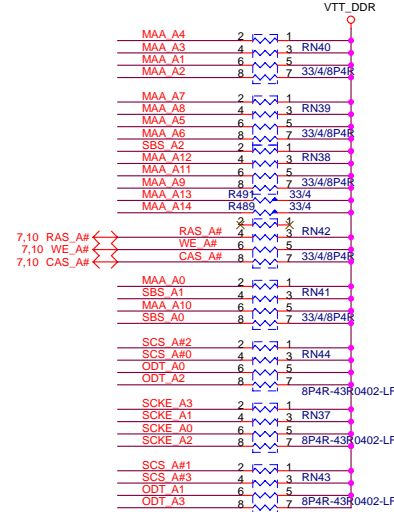 VTT_DDR
MAA_A4 2 1
MAA_A3 4 3 RN40
MAA_A1 6 5
MAA_A2 8 7 33/4/8P4R
MAA_A7 2 1
MAA_A8 4 3 RN39
MAA_A5 6 5
MAA_A6 8 7 33/4/8P4R
SBS_A2 2 1
MAA_A12 4 3 RN38
MAA_A11 6 5
MAA_A9 8 7 33/4/8P4R
MAA_A13 R491 33/4
MAA_A14 R489 33/4
2 1
7,10 RAS_A# RAS_A# 4 3 RN42
7,10 WE_A# WE_A# 6 5
7,10 CAS_A# CAS_A# 8 7 33/4/8P4R
MAA_A0 2 1
SBS_A1 4 3 RN41
MAA_A10 6 5
SBS_A0 8 7 33/4/8P4R
SCS_A#2 2 1
SCS_A#0 4 3 RN44
ODT_A0 6 5
ODT_A2 8 7
8P4R-43R0402-LF
SCKE_A3 2 1
SCKE_A1 4 3 RN37
SCKE_A0 6 5
SCKE_A2 8 7 8P4R-43R0402-LF
SCS_A#1 2 1
SCS_A#3 4 3 RN43
ODT_A1 6 5
ODT_A3 8 7 8P4R-43R0402-LF